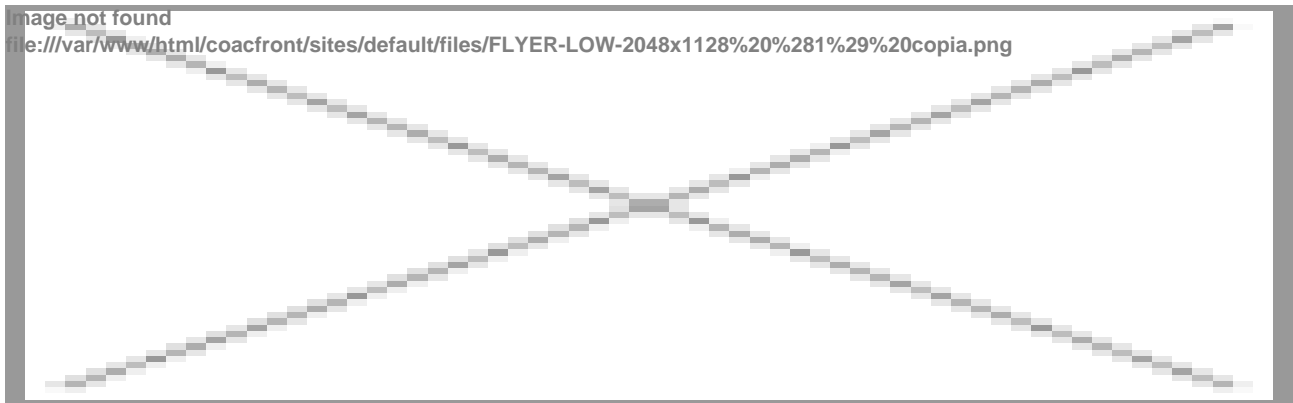 Image not found
file:///var/www/html/coacfront/sites/default/files/FLYER-LOW-2048x1128%20%281%29%20copia.png